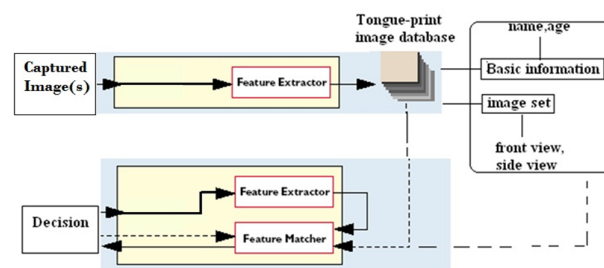 Tongue-print
image database
name,age
Captured
Image(s)
Feature Extractor
Basic information
image set
front view,
side view
Feature Extractor
Decision
Feature Matcher